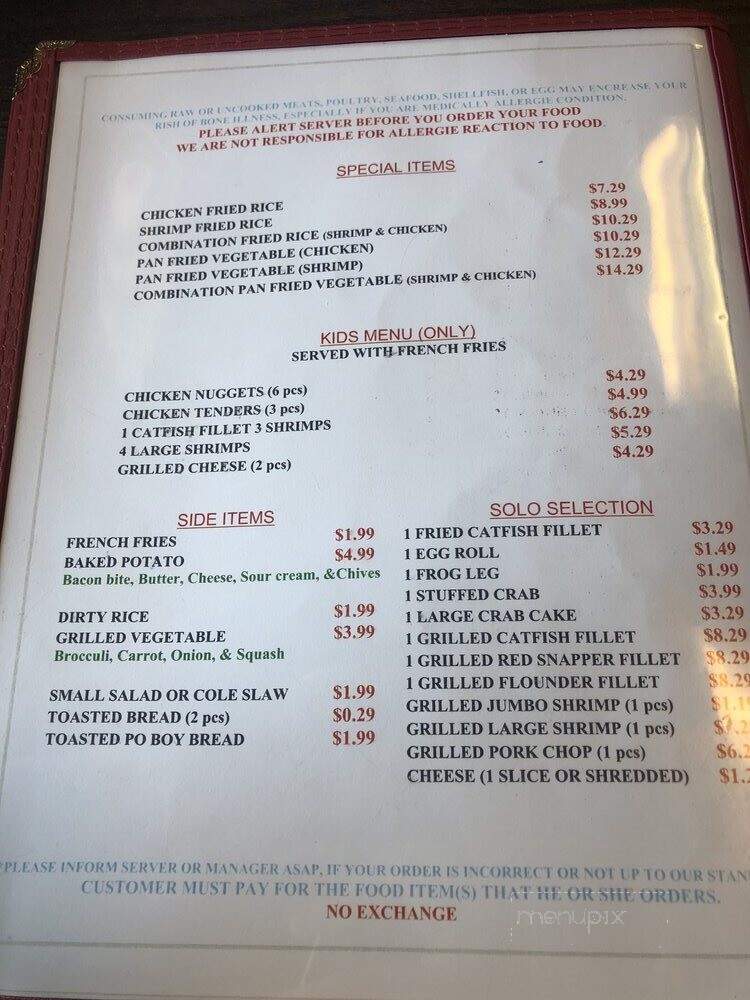 CONSUMING RAW OR UNCOOKED MEATS, POULTRY, SEAFOOD, SHELLFISH, OR EGG MAY ENCREASE YOUR
RISH OF BONE ILLNESS, ESPECIALLY IF YOU ARE MEDICALLY ALLERGIE CONDITION.
PLEASE ALERT SERVER BEFORE YOU ORDER YOUR FOOD
WE ARE NOT RESPONSIBLE FOR ALLERGIE REACTION TO FOOD.
SPECIAL ITEMS
CHICKEN FRIED RICE $7.29
SHRIMP FRIED RICE $8.99
COMBINATION FRIED RICE (SHRIMP & CHICKEN) $10.29
PAN FRIED VEGETABLE (CHICKEN) $10.29
PAN FRIED VEGETABLE (SHRIMP) $12.29
COMBINATION PAN FRIED VEGETABLE (SHRIMP & CHICKEN) $14.29
KIDS MENU (ONLY)
SERVED WITH FRENCH FRIES
CHICKEN NUGGETS (6 pcs) $4.29
CHICKEN TENDERS (3 pcs) $4.99
1 CATFISH FILLET 3 SHRIMPS $6.29
4 LARGE SHRIMPS $5.29
GRILLED CHEESE (2 pcs) $4.29
SIDE ITEMS
FRENCH FRIES $1.99
BAKED POTATO $4.99
Bacon bite, Butter, Cheese, Sour cream, &Chives
DIRTY RICE $1.99
GRILLED VEGETABLE $3.99
Brocculi, Carrot, Onion, & Squash
SMALL SALAD OR COLE SLAW $1.99
TOASTED BREAD (2 pcs) $0.29
TOASTED PO BOY BREAD $1.99
SOLO SELECTION
1 FRIED CATFISH FILLET $3.29
1 EGG ROLL $1.49
1 FROG LEG $1.99
1 STUFFED CRAB $3.99
1 LARGE CRAB CAKE $3.29
1 GRILLED CATFISH FILLET $8.29
1 GRILLED RED SNAPPER FILLET $8.29
1 GRILLED FLOUNDER FILLET $8.29
GRILLED JUMBO SHRIMP (1 pcs)
GRILLED LARGE SHRIMP (1 pcs)
GRILLED PORK CHOP (1 pcs)
CHEESE (1 SLICE OR SHREDDED)
*PLEASE INFORM SERVER OR MANAGER ASAP, IF YOUR ORDER IS INCORRECT OR NOT UP TO OUR
CUSTOMER MUST PAY FOR THE FOOD ITEM(S) THAT HE OR SHE ORDERS.
NO EXCHANGE
menupix